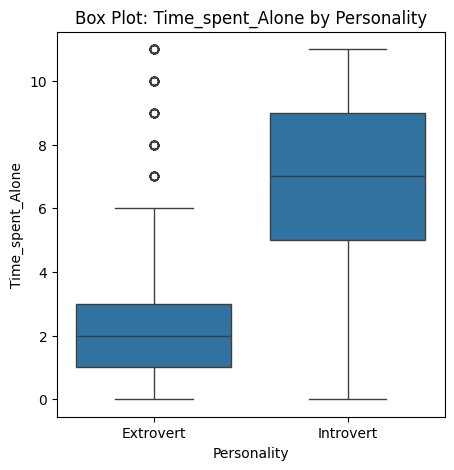 Box Plot: Time_spent_Alone by Personality
10
8
6
4
2
0
Time_spent_Alone
Extrovert Introvert
Personality